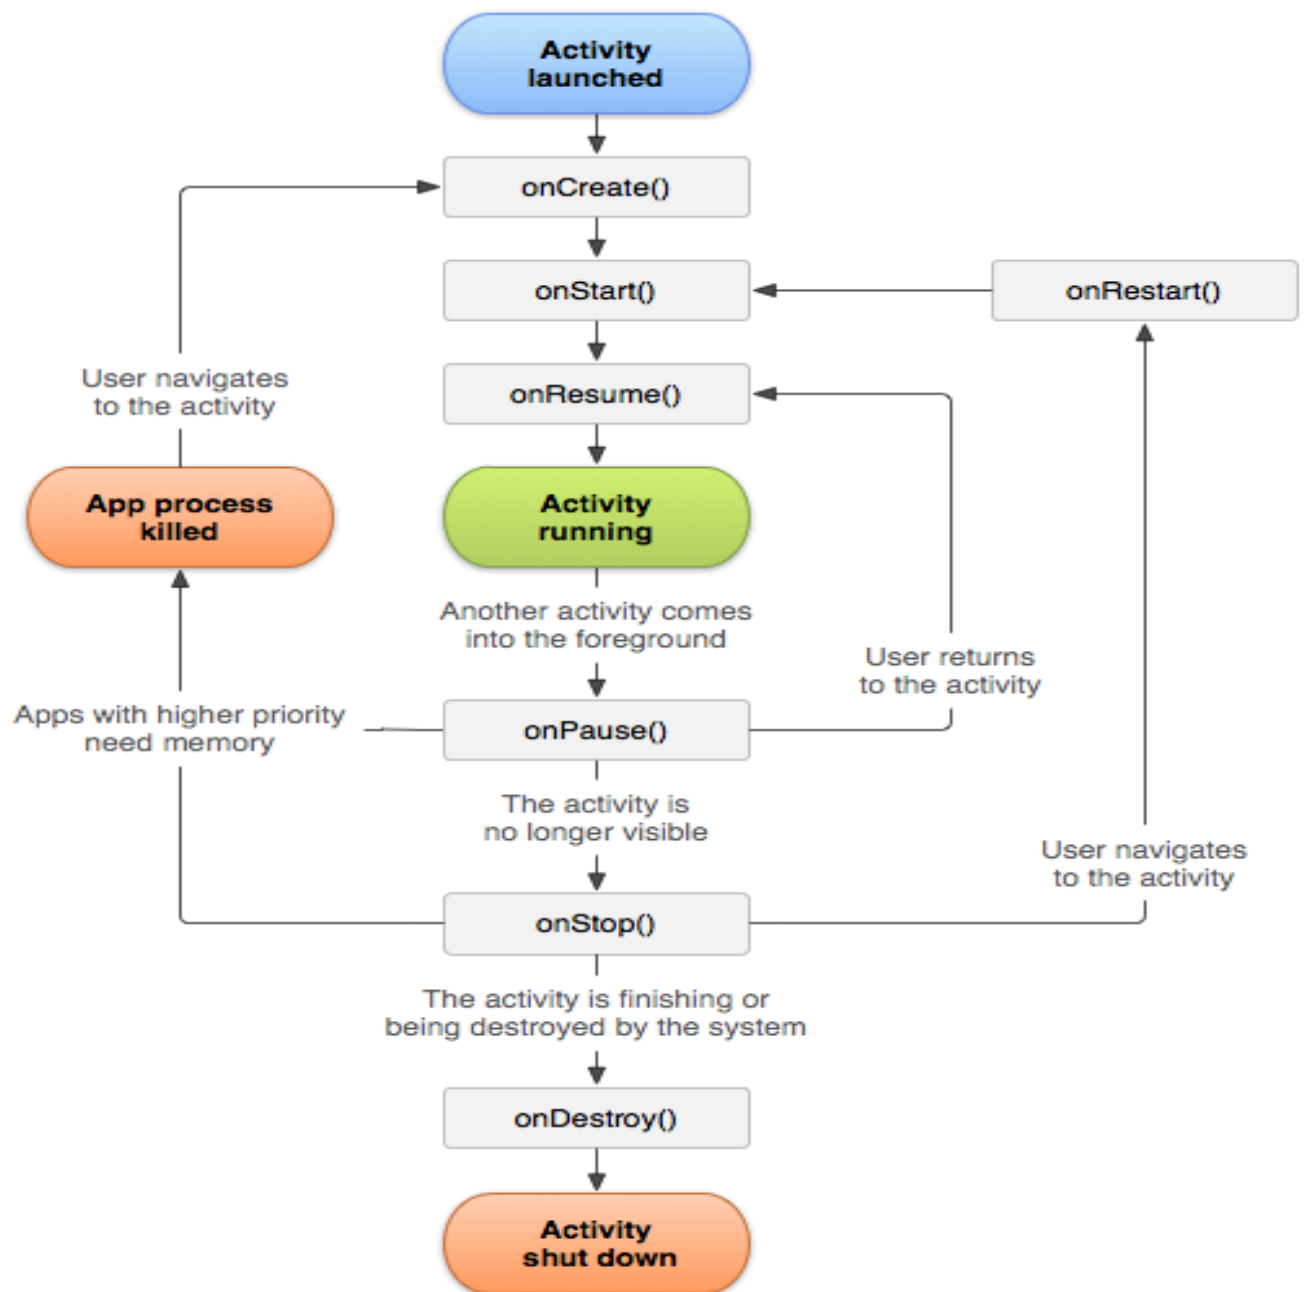 Activity
launched
onCreate()
onStart()
onRestart()
User navigates
to the activity
onResume()
App process
killed
Activity
running
Another activity comes
into the foreground
User returns
to the activity
Apps with higher priority
need memory
onPause()
The activity is
no longer visible
User navigates
to the activity
onStop()
The activity is finishing or
being destroyed by the system
onDestroy()
Activity
shut down